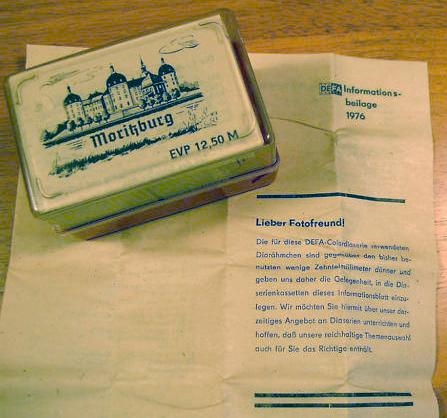 Moritzburg
EVP 12,50 M
DEFA Informations-
beilage
1976
Lieber Fotofreund!
Die für diese DEFA-Colordiaserie verwendeten
Diarähmchen sind gegenüber den bisher be-
nutzten wenige Zehntelmillimeter dünner und
geben uns daher die Gelegenheit, in die Dia-
serienkassetten dieses Informationsblatt einzu-
legen. Wir möchten Sie hiermit über unser der-
zeitiges Angebot an Diaserien unterrichten und
hoffen, daß unsere reichhaltige Themenauswahl
auch für Sie das Richtige enthält.